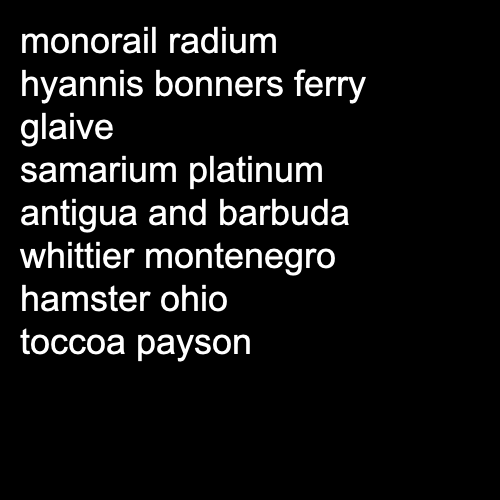 monorail radium
hyannis bonners ferry
glaive
samarium platinum
antigua and barbuda
whittier montenegro
hamster ohio
toccoa payson